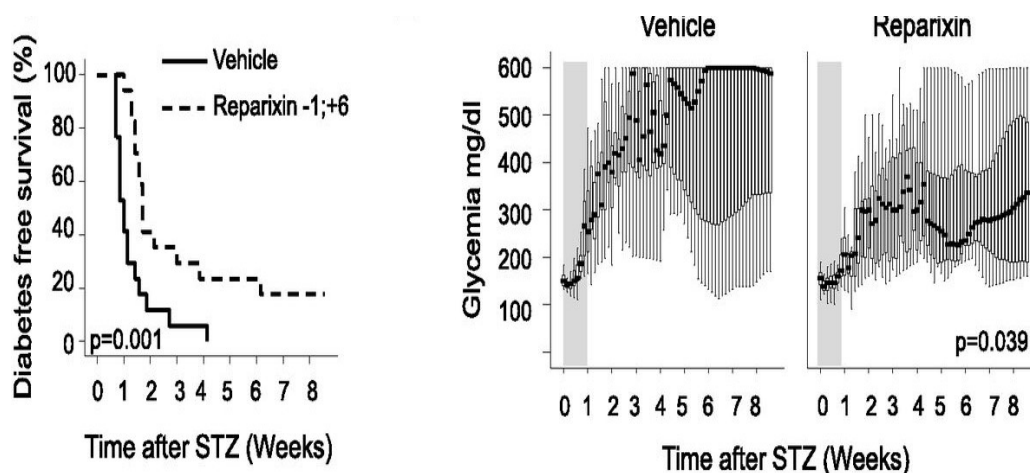 Diabetes free survival (%)
100
80
60
40
20
0
Vehicle
Reparixin -1;+6
p=0.001
0 1 2 3 4 5 6 7 8
Time after STZ (Weeks)
Vehicle
Reparixin
Glycemia mg/dl
600
500
400
300
200
100
p=0.039
0 1 2 3 4 5 6 7 8
0 1 2 3 4 5 6 7 8
Time after STZ (Weeks)